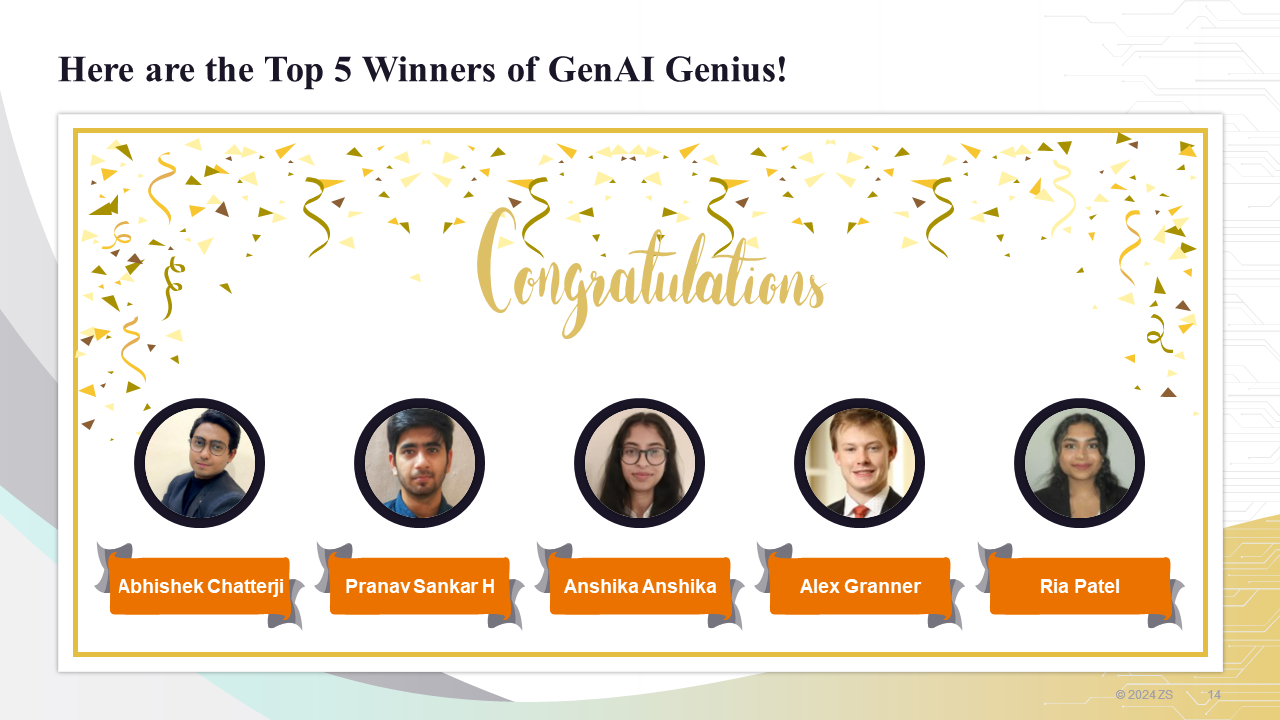 Here are the Top 5 Winners of GenAI Genius!
Congratulations
Abhishek Chatterji
Pranav Sankar H
Anshika Anshika
Alex Granner
Ria Patel
© 2024 ZS
14